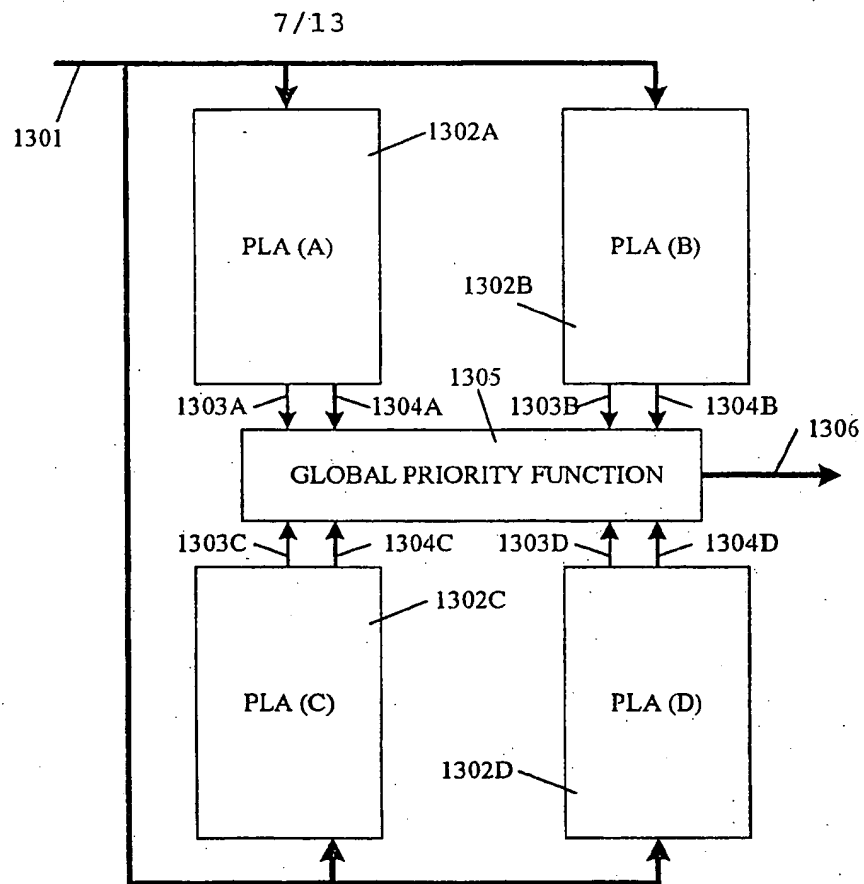 7/13
1301
1302A
PLA (A)
PLA (B)
1302B
1305
1303A
1304A
1303B
1304B
1306
GLOBAL PRIORITY FUNCTION
1303C
1304C
1303D
1304D
1302C
PLA (C)
PLA (D)
1302D